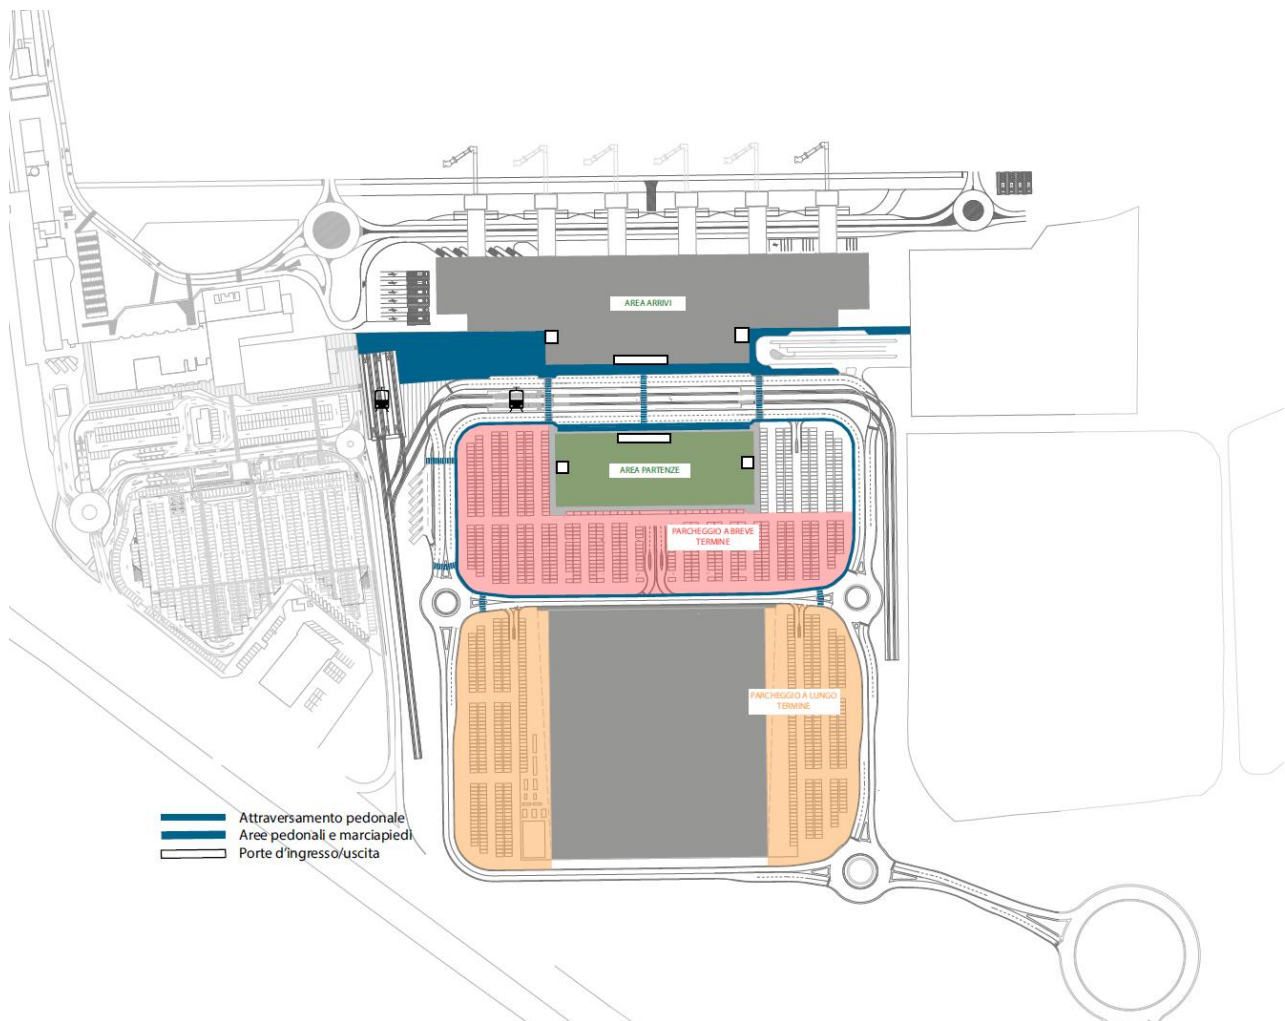 AREA ARRIVI
AREA PARTENZE
PARCHEGGIO A BREVE
TERMINE
PARCHEGGIO A LUNGO
TERMINE
Attraversamento pedonale
Aree pedonali e marciapiedi
Porte d'ingresso/uscita